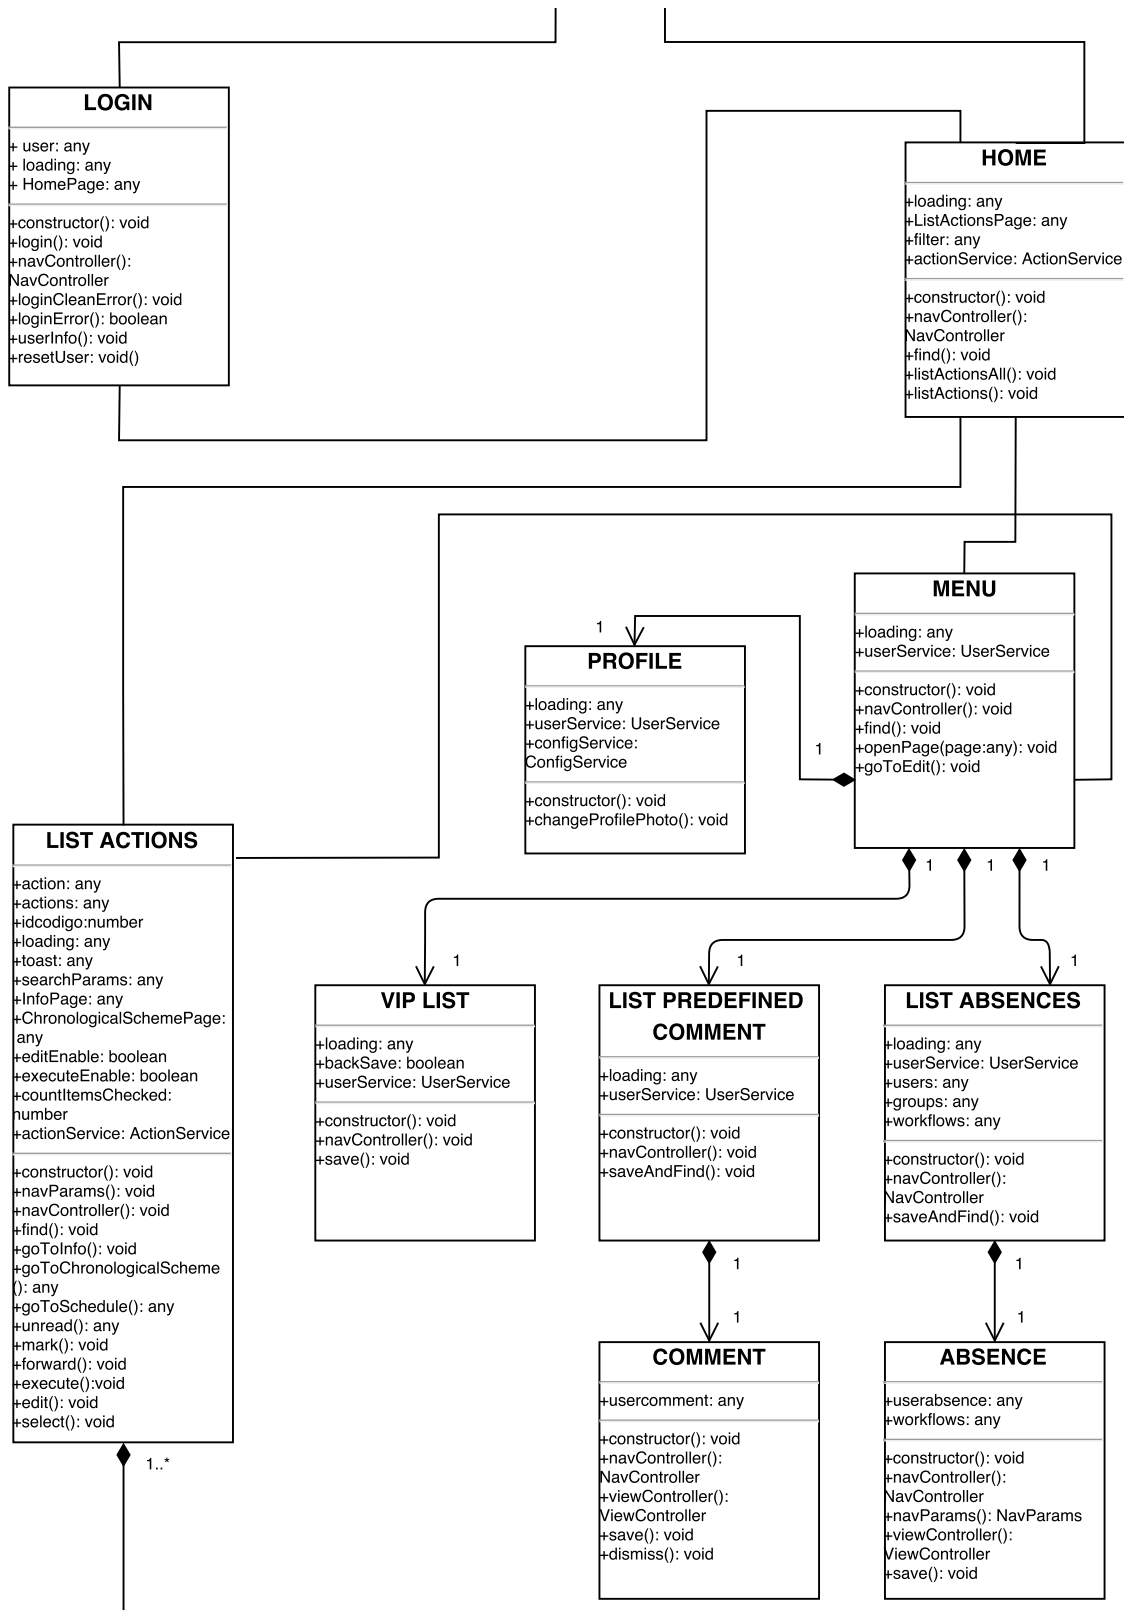 LOGIN
+ user: any
+ loading: any
+ HomePage: any
+constructor(): void
+login(): void
+navController():
NavController
+loginCleanError(): void
+loginError(): boolean
+userInfo(): void
+resetUser: void()
HOME
+loading: any
+ListActionsPage: any
+filter: any
+actionService: ActionService
+constructor(): void
+navController():
NavController
+find(): void
+listActionsAll(): void
+listActions(): void
MENU
+loading: any
+userService: UserService
+constructor(): void
+navController(): void
+find(): void
+openPage(page:any): void
+goToEdit(): void
1
1
PROFILE
+loading: any
+userService: UserService
+configService:
ConfigService
+constructor(): void
+changeProfilePhoto(): void
1
1
1
LIST ACTIONS
+action: any
+actions: any
+idcodigo:number
+loading: any
+toast: any
+searchParams: any
+InfoPage: any
+ChronologicalSchemePage:
any
+editEnable: boolean
+executeEnable: boolean
+countItemsChecked:
number
+actionService: ActionService
+constructor(): void
+navParams(): void
+navController(): void
+find(): void
+goToInfo(): void
+goToChronologicalScheme
(): any
+goToSchedule(): any
+unread(): any
+mark(): void
+forward(): void
+execute():void
+edit(): void
+select(): void
1..*
1
VIP LIST
+loading: any
+backSave: boolean
+userService: UserService
+constructor(): void
+navController(): void
+save(): void
1
LIST PREDEFINED
COMMENT
+loading: any
+userService: UserService
+constructor(): void
+navController(): void
+saveAndFind(): void
1
LIST ABSENCES
+loading: any
+userService: UserService
+users: any
+groups: any
+workflows: any
+constructor(): void
+navController():
NavController
+saveAndFind(): void
1
1
COMMENT
+usercomment: any
+constructor(): void
+navController():
NavController
+viewController():
ViewController
+save(): void
+dismiss(): void
1
1
ABSENCE
+userabsence: any
+workflows: any
+constructor(): void
+navController():
NavController
+navParams(): NavParams
+viewController():
ViewController
+save(): void